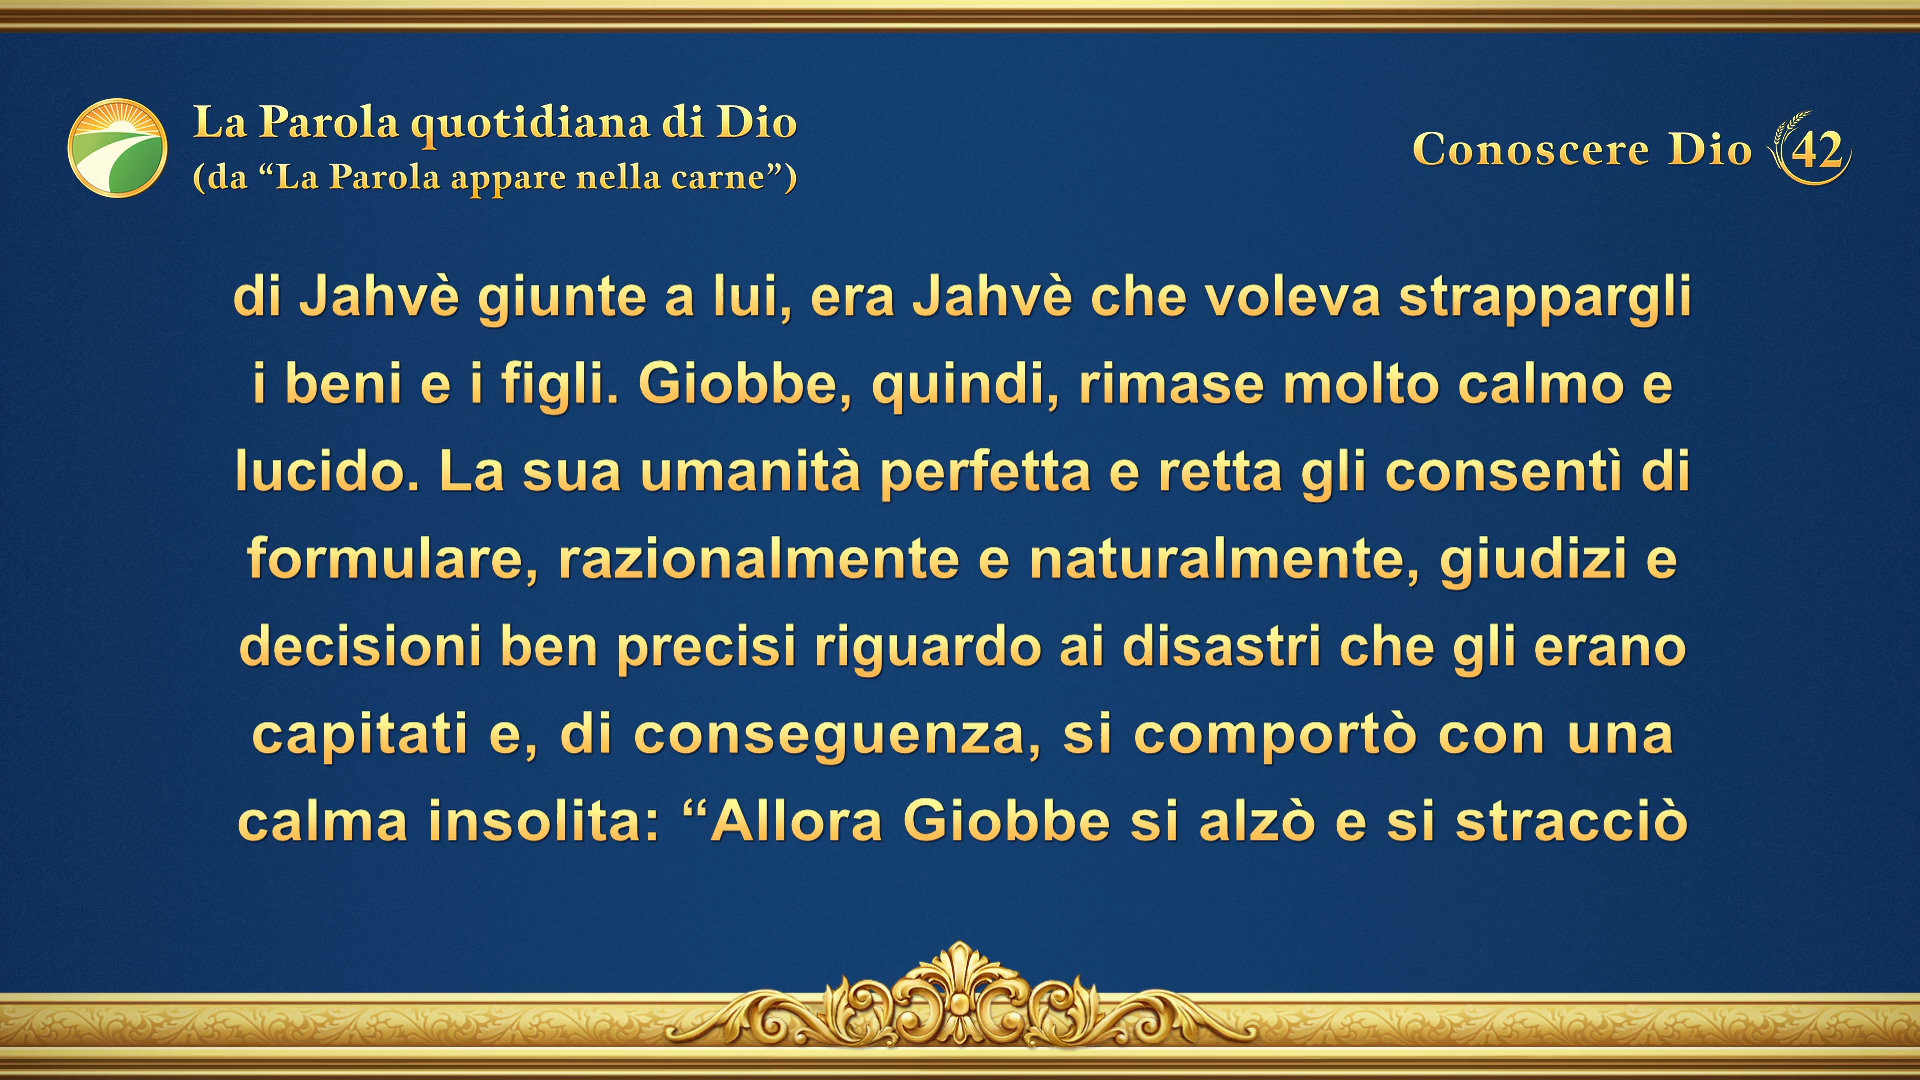 La Parola quotidiana di Dio
(da “La Parola appare nella carne”)
Conoscere Dio 42
di Jahvè giunte a lui, era Jahvè che voleva strappargli
i beni e i figli. Giobbe, quindi, rimase molto calmo e
lucido. La sua umanità perfetta e retta gli consentì di
formulare, razionalmente e naturalmente, giudizi e
decisioni ben precisi riguardo ai disastri che gli erano
capitati e, di conseguenza, si comportò con una
calma insolita: “Allora Giobbe si alzò e si stracciò